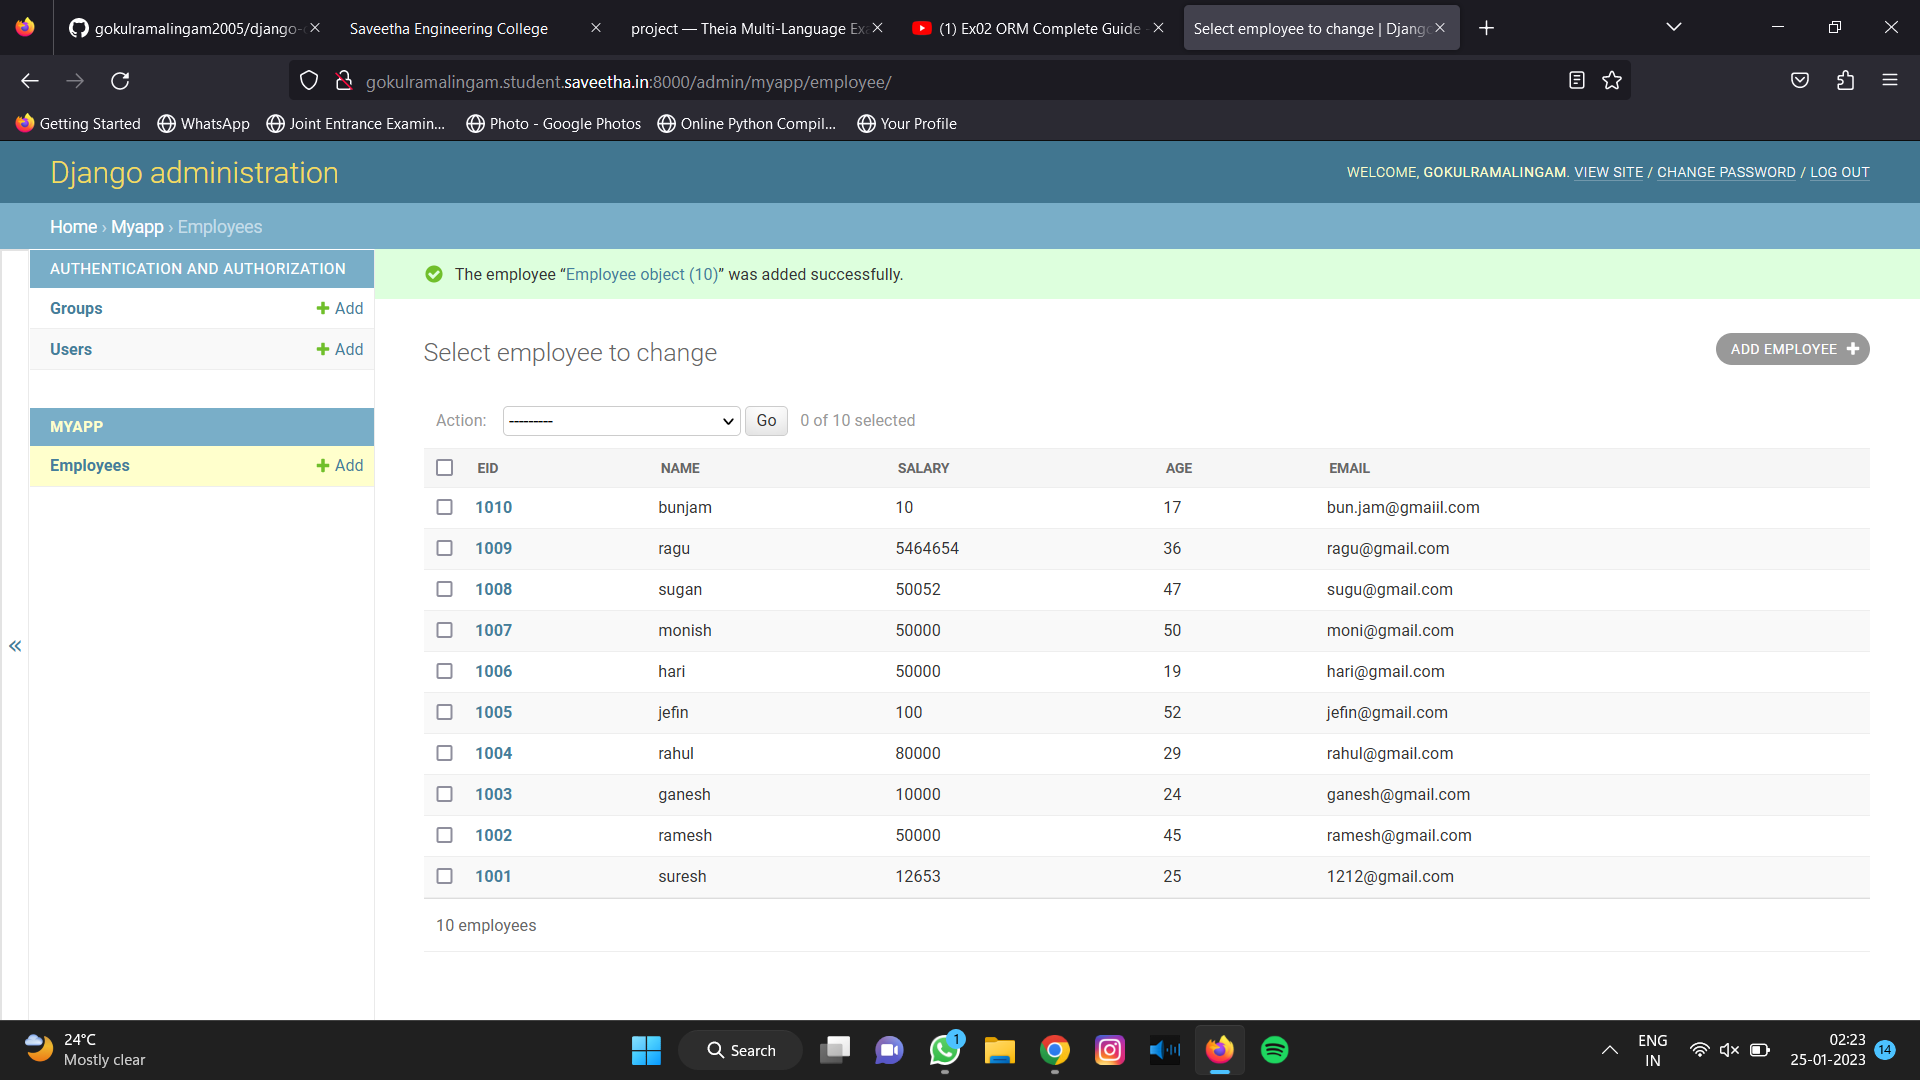 gokulramalingam2005/django-
Saveetha Engineering College
project — Theia Multi-Language Exa
(1) Ex02 ORM Complete Guide -
Select employee to change | Django
gokulramalingam.student.saveetha.in:8000/admin/myapp/employee/
Getting Started
WhatsApp
Joint Entrance Examin...
Photo - Google Photos
Online Python Compil...
Your Profile
Django administration
WELCOME, GOKULRAMALINGAM. VIEW SITE / CHANGE PASSWORD / LOG OUT
Home › Myapp › Employees
AUTHENTICATION AND AUTHORIZATION
Groups + Add
Users + Add
MYAPP
Employees + Add
The employee “Employee object (10)” was added successfully.
Select employee to change
ADD EMPLOYEE +
Action: --------- Go 0 of 10 selected
EID NAME SALARY AGE EMAIL
1010 bunjam 10 17 bun.jam@gmaiil.com
1009 ragu 5464654 36 ragu@gmail.com
1008 sugan 50052 47 sugu@gmail.com
1007 monish 50000 50 moni@gmail.com
1006 hari 50000 19 hari@gmail.com
1005 jefin 100 52 jefin@gmail.com
1004 rahul 80000 29 rahul@gmail.com
1003 ganesh 10000 24 ganesh@gmail.com
1002 ramesh 50000 45 ramesh@gmail.com
1001 suresh 12653 25 1212@gmail.com
10 employees
24°C
Mostly clear
Search
1
ENG
IN
02:23
25-01-2023
14